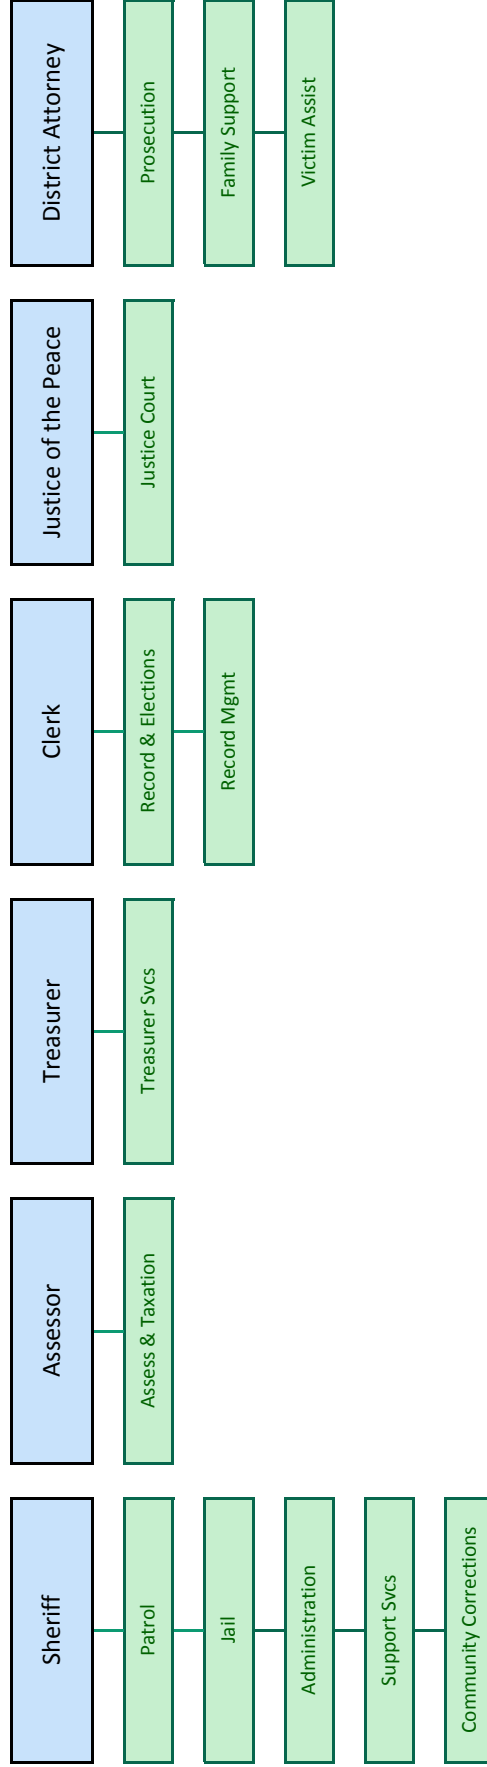 Sheriff
Patrol
Jail
Administration
Support Svcs
Community Corrections
Assessor
Assess & Taxation
Treasurer
Treasurer Svcs
Clerk
Record & Elections
Record Mgmt
Justice of the Peace
Justice Court
District Attorney
Prosecution
Family Support
Victim Assist